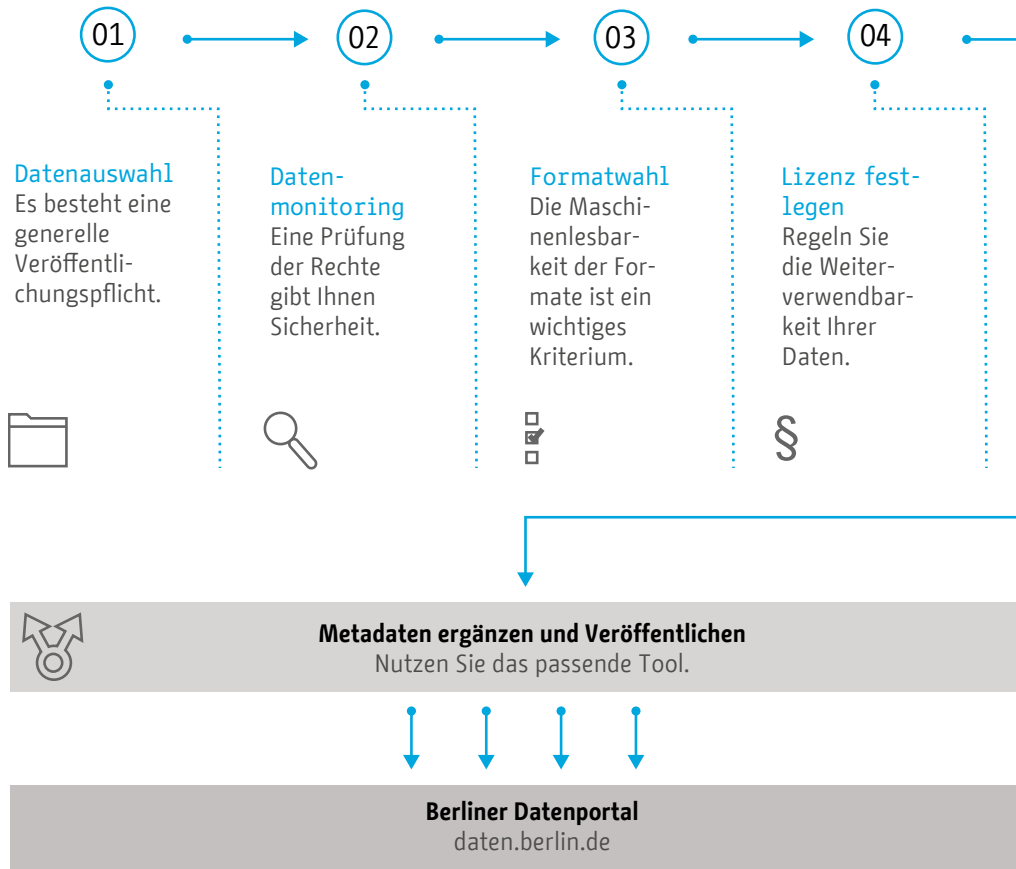 01
02
03
04
Datenauswahl
Es besteht eine
generelle
Veröffentli-
chungspflicht.
Daten-
monitoring
Eine Prüfung
der Rechte
gibt Ihnen
Sicherheit.
Formatwahl
Die Maschi-
nenlesbar-
keit der For-
mate ist ein
wichtiges
Kriterium.
Lizenz fest-
legen
Regeln Sie
die Weiter-
verwendbar-
keit Ihrer
Daten.
§
Metadaten ergänzen und Veröffentlichen
Nutzen Sie das passende Tool.
Berliner Datenportal
daten.berlin.de